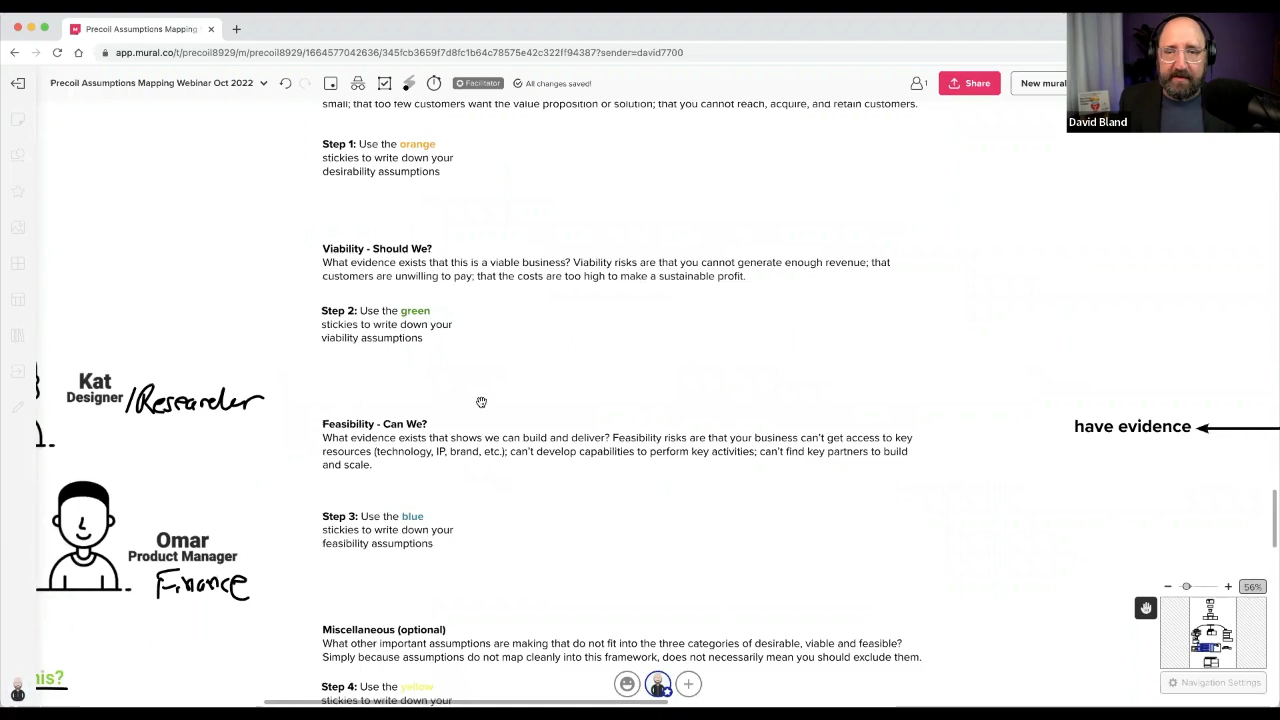 Precoil Assumptions Mapping
app.mural.co/t/precoil8929/m/precoil8929/1664577042636/345fcb3659f7d8fc1b64c78575e42c322ff94387?sender=david7700
Precoil Assumptions Mapping Webinar Oct 2022
Facilitator
All changes saved!
1
Share
New mural
David Bland
small; that too few customers want the value proposition or solution; that you cannot reach, acquire, and retain customers.
Step 1: Use the orange
stickies to write down your
desirability assumptions
Viability - Should We?
What evidence exists that this is a viable business? Viability risks are that you cannot generate enough revenue; that
customers are unwilling to pay; that the costs are too high to make a sustainable profit.
Step 2: Use the green
stickies to write down your
viability assumptions
Kat
Designer /Researcher
Feasibility - Can We?
What evidence exists that shows we can build and deliver? Feasibility risks are that your business can't get access to key
resources (technology, IP, brand, etc.); can't develop capabilities to perform key activities; can't find key partners to build
and scale.
have evidence
Step 3: Use the blue
stickies to write down your
feasibility assumptions
Omar
Product Manager
Finance
56%
Miscellaneous (optional)
What other important assumptions are making that do not fit into the three categories of desirable, viable and feasible?
Simply because assumptions do not map cleanly into this framework, does not necessarily mean you should exclude them.
Step 4: Use the yellow
stickies to write down your
his?
Navigation Settings